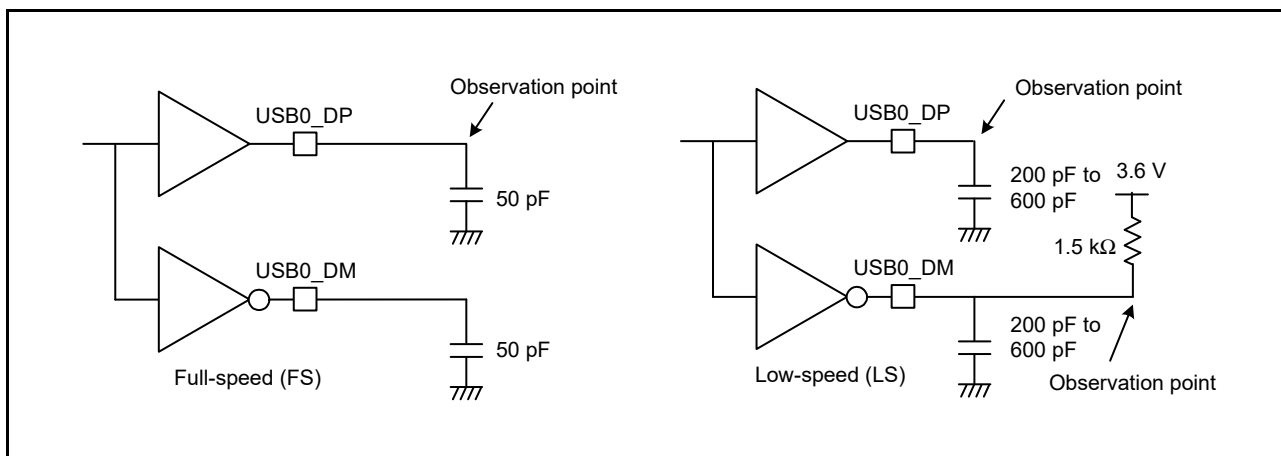 Observation point
USB0_DP
50 pF
USB0_DM
50 pF
Full-speed (FS)
Observation point
USB0_DP
200 pF to
600 pF
3.6 V
1.5 kΩ
USB0_DM
200 pF to
600 pF
Low-speed (LS)
Observation point